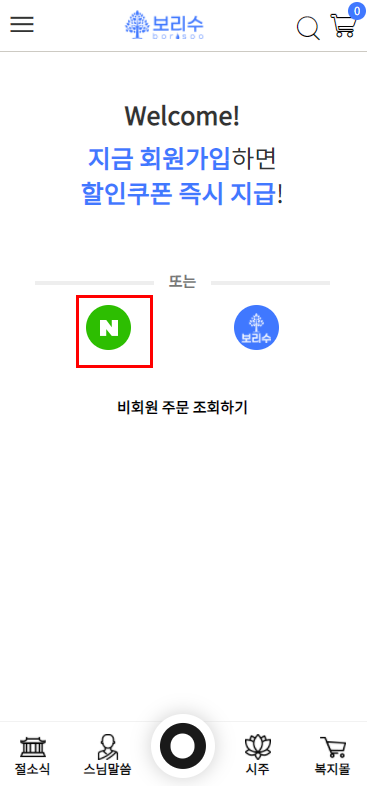 보리수
borisoo
0
Welcome!
지금 회원가입하면
할인쿠폰 즉시 지급!
또는
N
보리수
비회원 주문 조회하기
절소식
스님말씀
시주
복지몰